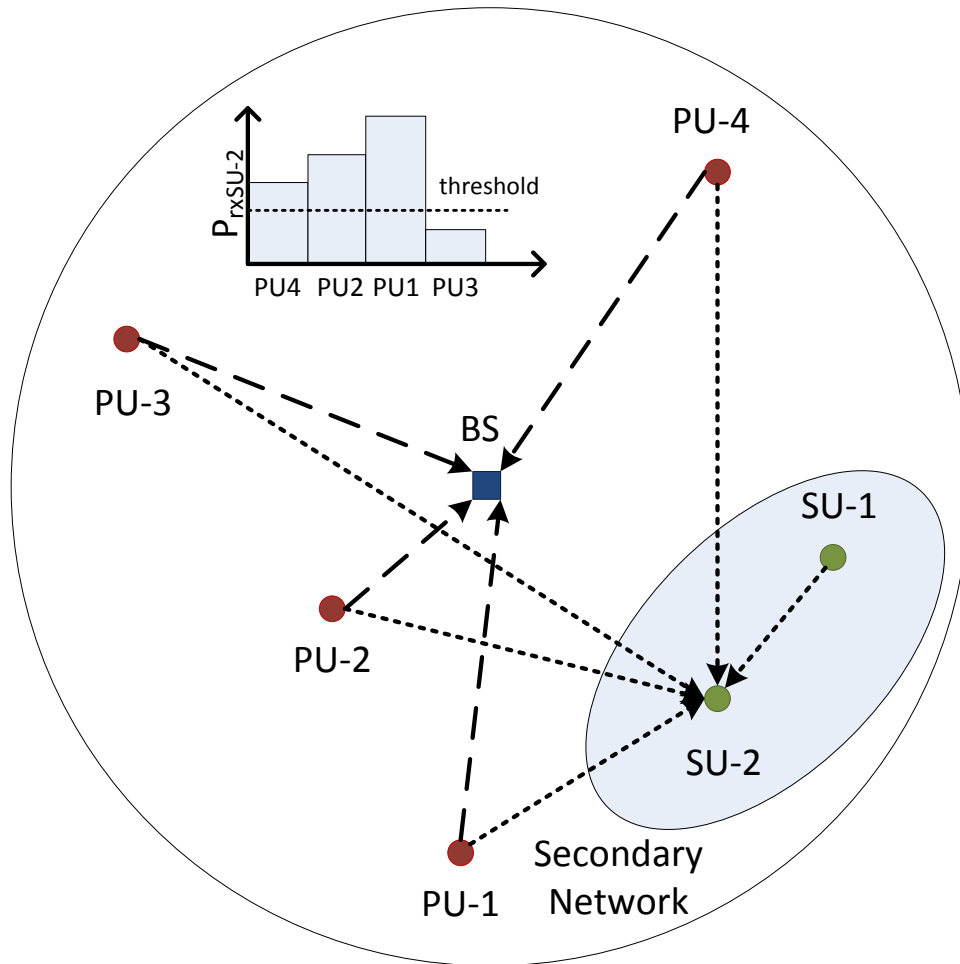 PU-4
P_rxSU-2
threshold
PU4 PU2 PU1 PU3
PU-3
BS
SU-1
PU-2
SU-2
PU-1
Secondary
Network